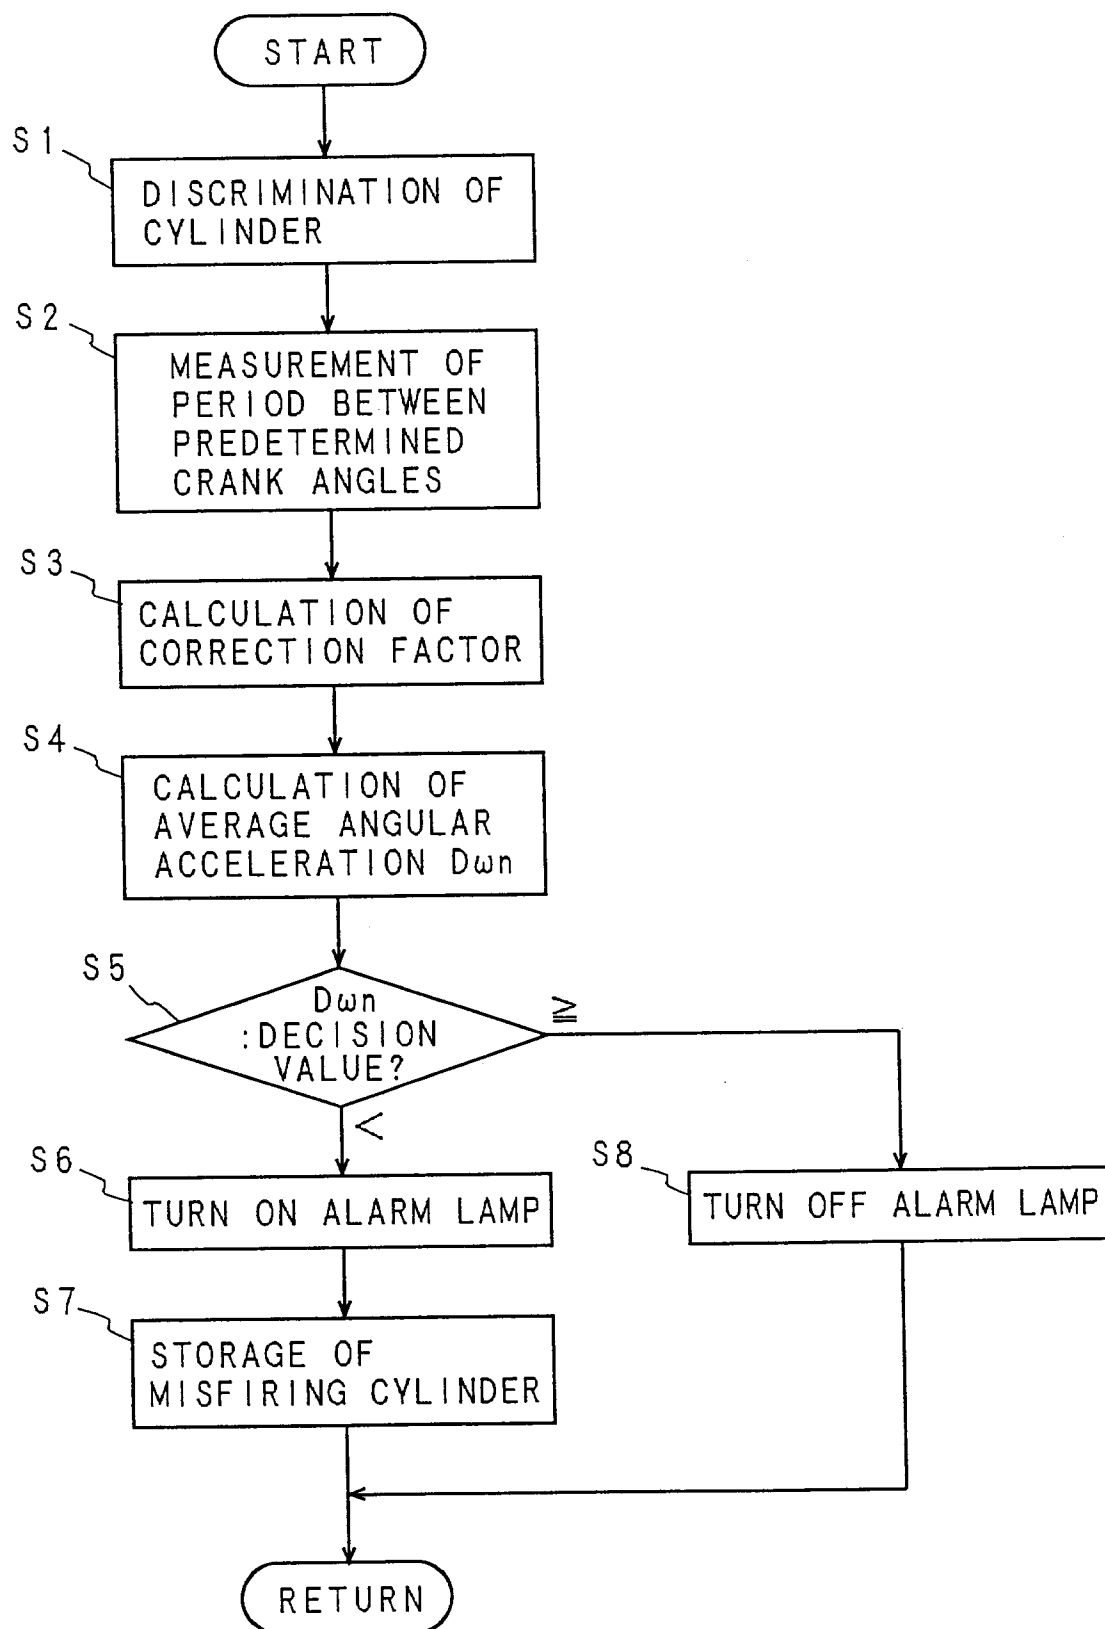 START
S1
DISCRIMINATION OF
CYLINDER
S2
MEASUREMENT OF
PERIOD BETWEEN
PREDETERMINED
CRANK ANGLES
S3
CALCULATION OF
CORRECTION FACTOR
S4
CALCULATION OF
AVERAGE ANGULAR
ACCELERATION Dωn
S5
Dωn
:DECISION
VALUE?
≧
<
S6
TURN ON ALARM LAMP
S8
TURN OFF ALARM LAMP
S7
STORAGE OF
MISFIRING CYLINDER
RETURN